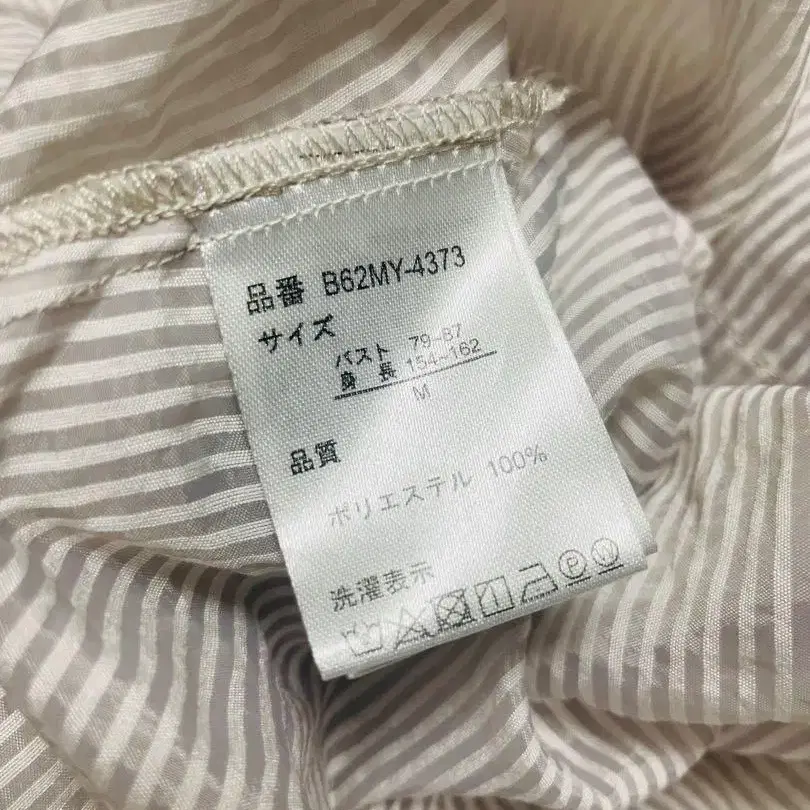 品番 B62MY-4373
サイズ
バスト 79~87
身長 154~162
M
品質
ポリエステル 100%
洗濯表示
P W